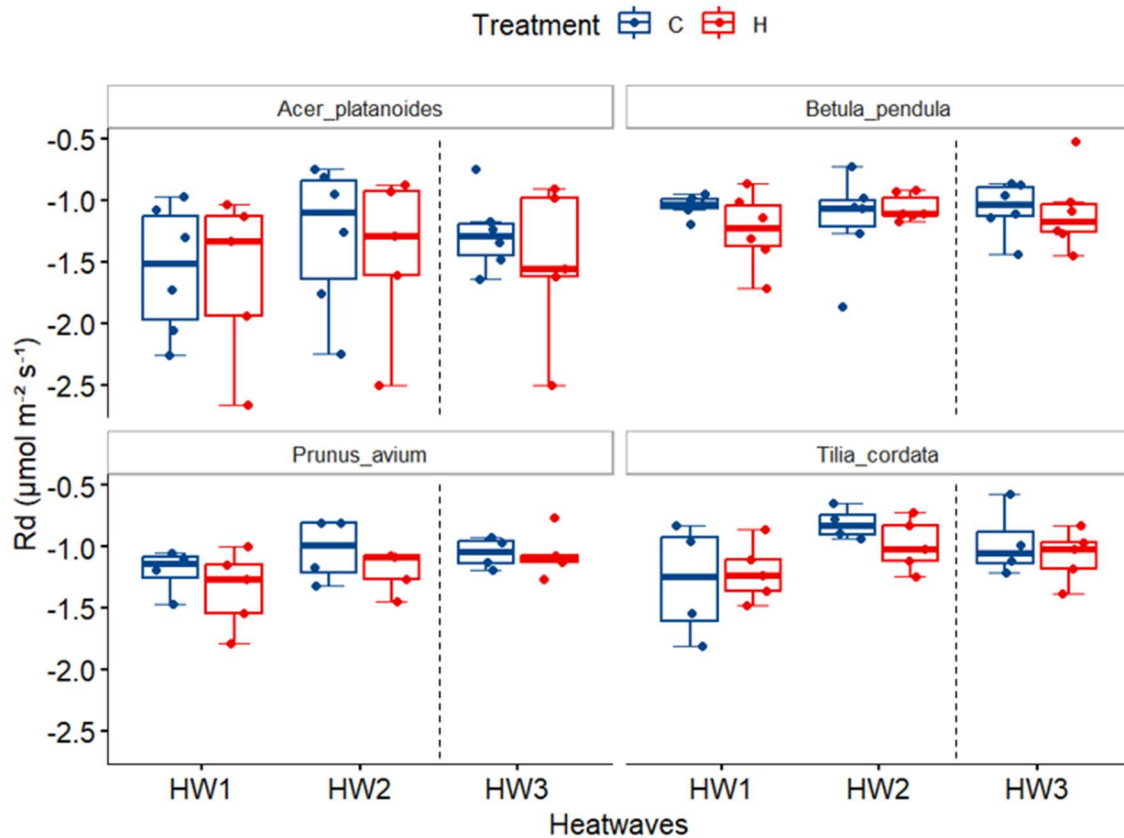 Treatment C H
Acer_platanoides Betula_pendula
-0.5
-1.0
-1.5
-2.0
-2.5
Prunus_avium Tilia_cordata
-0.5
-1.0
-1.5
-2.0
-2.5
Rd (µmol m⁻² s⁻¹)
HW1 HW2 HW3 HW1 HW2 HW3
Heatwaves